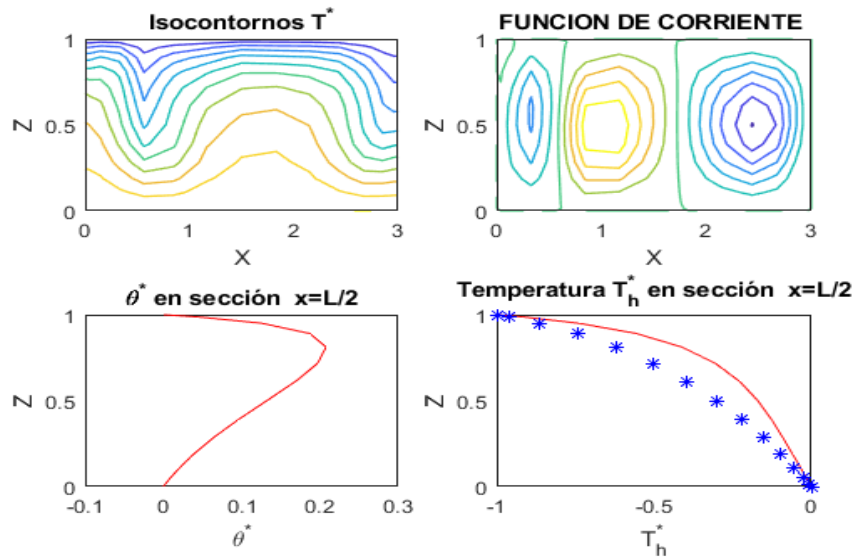 Isocontornos T*
1
0.5
0
Z
0
1
2
3
X
FUNCION DE CORRIENTE
1
0.5
0
Z
0
1
2
3
X
θ* en sección x=L/2
1
0.5
0
Z
-0.1
0
0.1
0.2
0.3
θ*
Temperatura T_h* en sección x=L/2
1
0.5
0
Z
-1
-0.5
0
T_h*